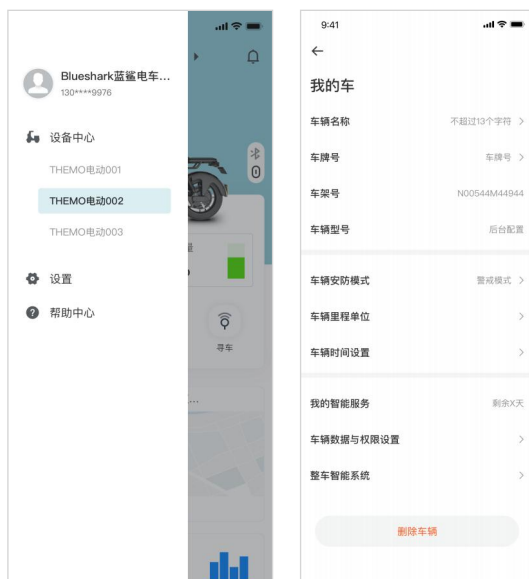 Blueshark蓝鲨电车...
130****9976
设备中心
THEMO电动001
THEMO电动002
THEMO电动003
设置
帮助中心
量
寻车
...
9:41
我的车
车辆名称 不超过13个字符
车牌号 车牌号
车架号 N00544M44944
车辆型号 后台配置
车辆安防模式 警戒模式
车辆里程单位
车辆时间设置
我的智能服务 剩余X天
车辆数据与权限设置
整车智能系统
删除车辆